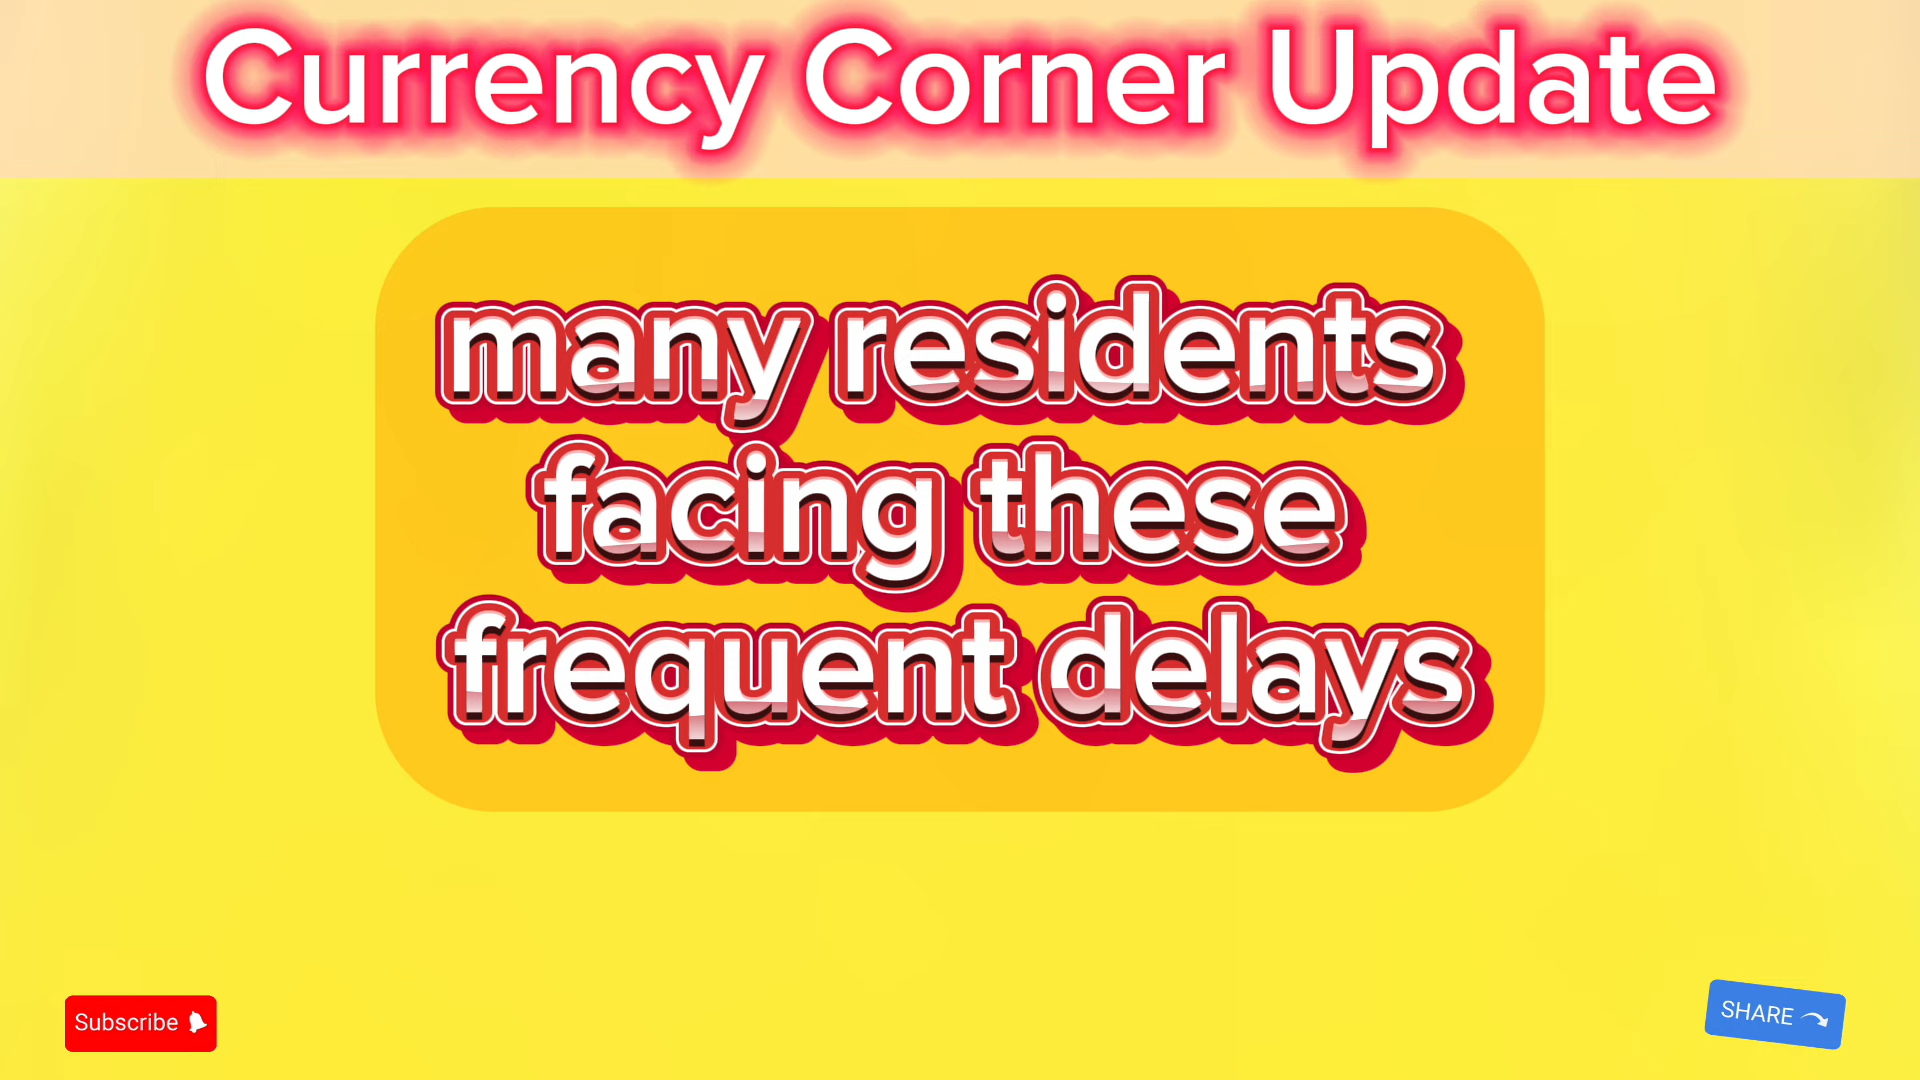 Currency Corner Update
many residents
facing these
frequent delays
Subscribe
SHARE